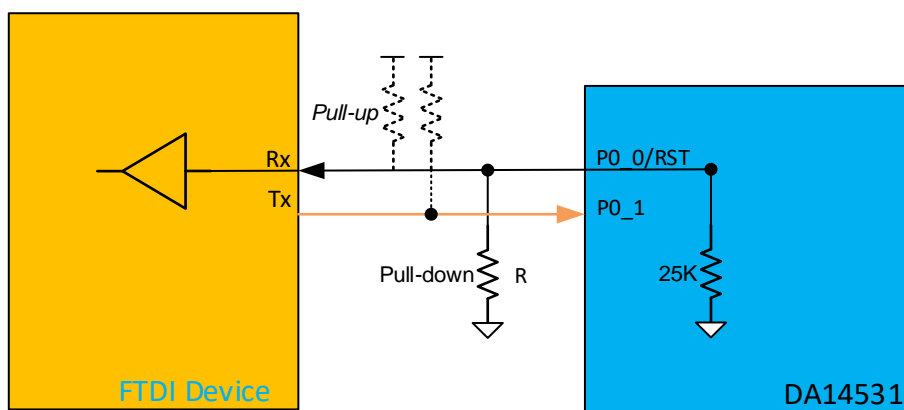 Pull-up
Rx
P0_0/RST
Tx
P0_1
Pull-down
R
25K
FTDI Device
DA14531